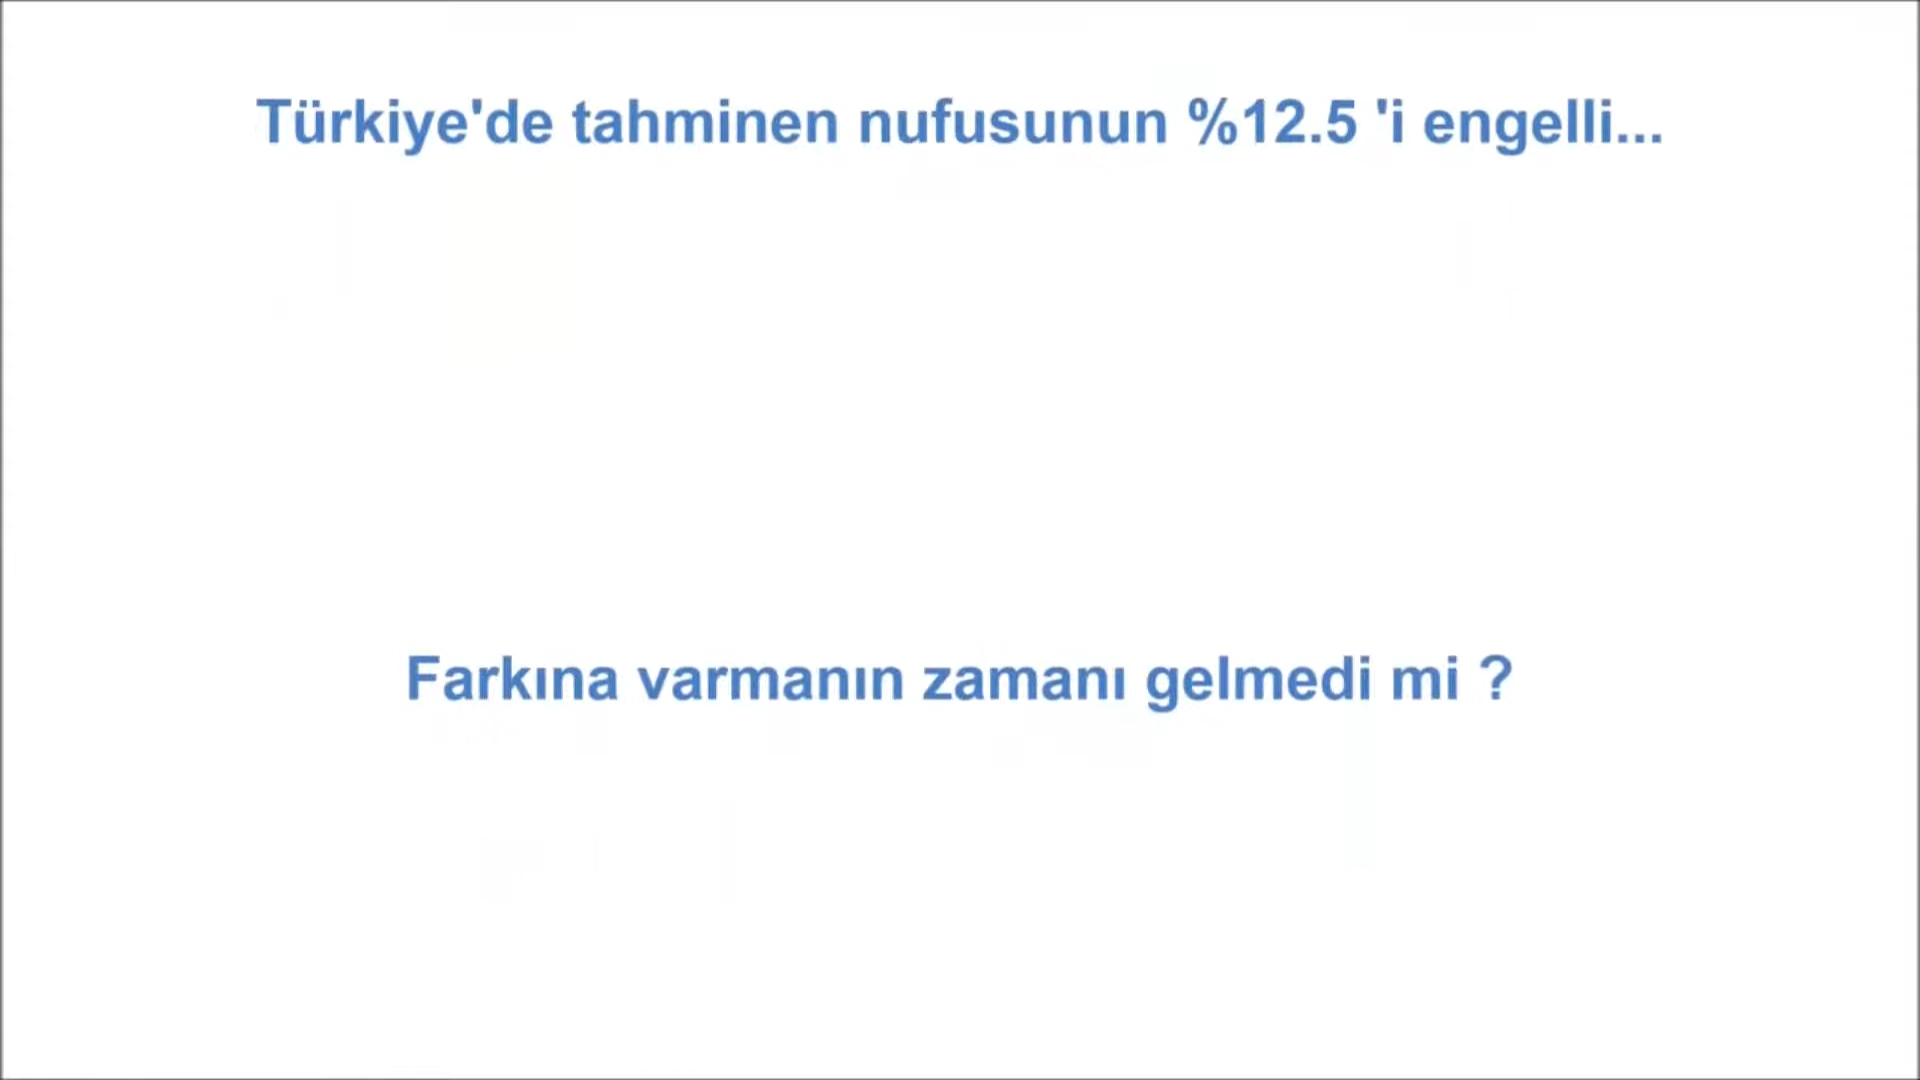 Türkiye'de tahminen nufusunun %12.5 'i engelli...
Farkına varmanın zamanı gelmedi mi ?